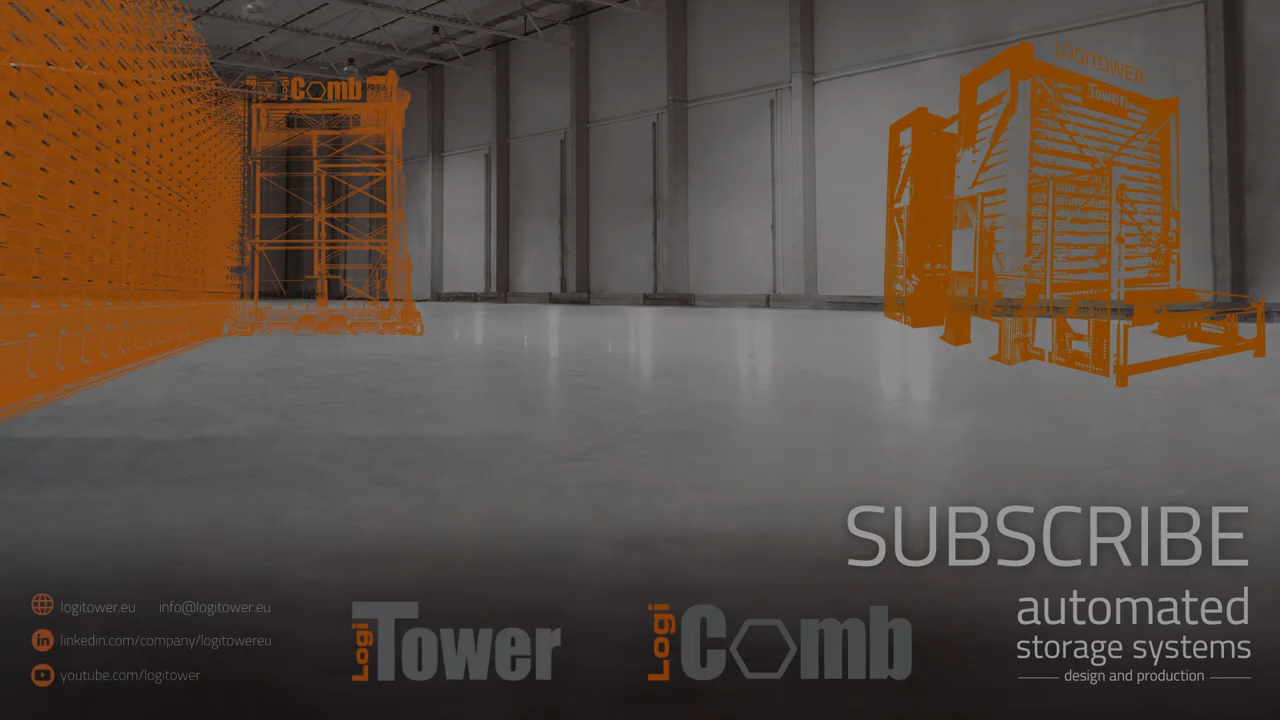 LogiComb
LOGITOWER
Tower
SUBSCRIBE
automated
storage systems
design and production
logitower.eu info@logitower.eu
linkedin.com/company/logitowereu
youtube.com/logitower
LogiTower
LogiComb